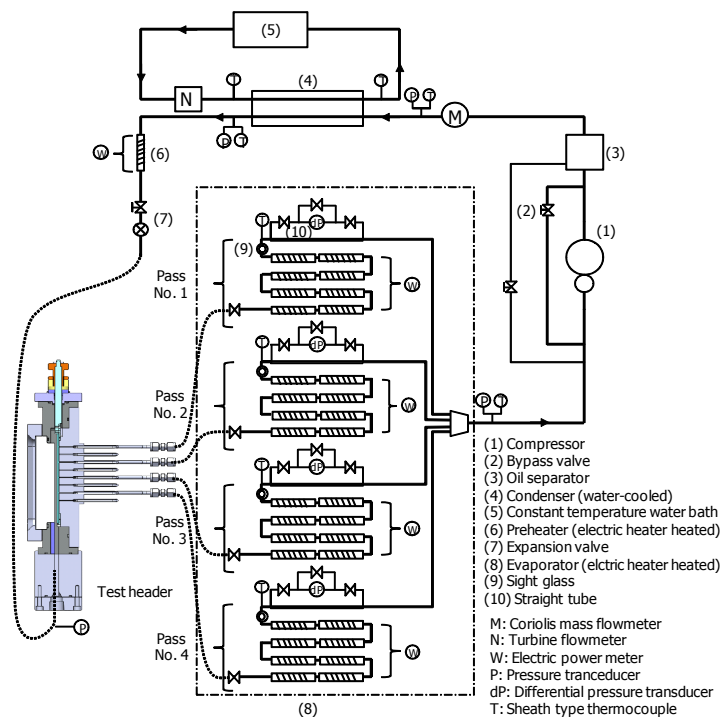 (5)
T
(4)
T
N
P T
M
P T
(3)
W
(6)
(2)
(1)
(7)
T
dP
(10)
(9)
Pass
No. 1
W
T
dP
Pass
No. 2
W
P T
T
dP
Pass
No. 3
W
T
dP
Pass
No. 4
W
Test header
P
(8)
(1) Compressor
(2) Bypass valve
(3) Oil separator
(4) Condenser (water-cooled)
(5) Constant temperature water bath
(6) Preheater (electric heater heated)
(7) Expansion valve
(8) Evaporator (elctric heater heated)
(9) Sight glass
(10) Straight tube
M: Coriolis mass flowmeter
N: Turbine flowmeter
W: Electric power meter
P: Pressure tranceducer
dP: Differential pressure transducer
T: Sheath type thermocouple